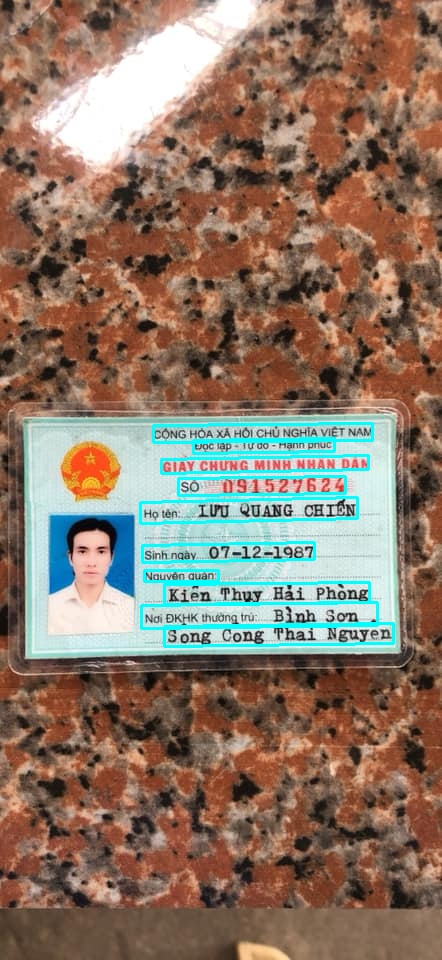 CỘNG HÒA XÃ HỘI CHỦ NGHĨA VIỆT NAM
Độc lập - Tự do - Hạnh phúc
GIẤY CHỨNG MINH NHÂN DÂN
SỐ 091527624
Họ tên: LƯU QUANG CHIẾN
Sinh ngày 07-12-1987
Nguyên quán:
Kiến Thụy Hải Phòng
Nơi ĐKHK thường trú: Bình Sơn .
Song Cong Thai Nguyen